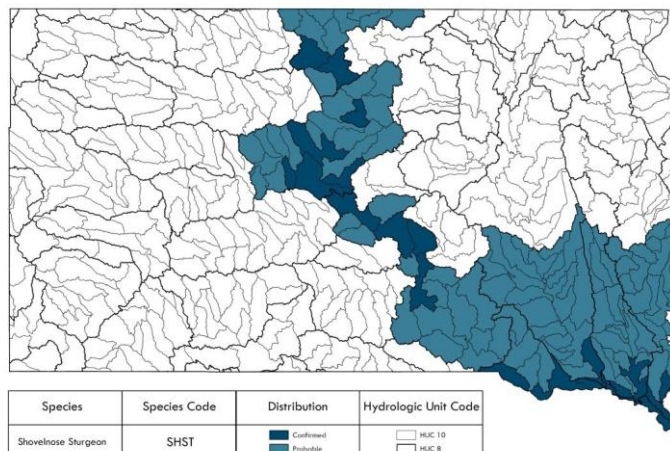 Species Species Code Distribution Hydrologic Unit Code
Shovelnose Sturgeon SHST Confirmed HUC 10
Probable HUC 8